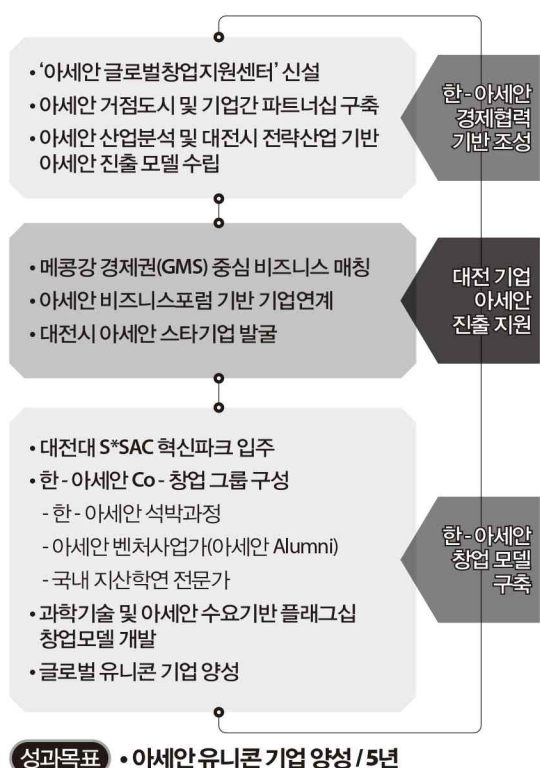 • '아세안 글로벌창업지원센터' 신설
• 아세안 거점도시 및 기업간 파트너십 구축
• 아세안 산업분석 및 대전시 전략산업 기반
아세안 진출 모델 수립
한-아세안
경제협력
기반 조성
• 메콩강 경제권(GMS) 중심 비즈니스 매칭
• 아세안 비즈니스포럼 기반 기업연계
• 대전시 아세안 스타기업 발굴
대전 기업
아세안
진출 지원
• 대전대 S*SAC 혁신파크 입주
• 한-아세안 Co-창업 그룹 구성
- 한-아세안 석박과정
- 아세안 벤처사업가(아세안 Alumni)
- 국내 지산학연 전문가
• 과학기술 및 아세안 수요기반 플래그십
창업모델 개발
• 글로벌 유니콘 기업 양성
한-아세안
창업 모델
구축
성과목표 • 아세안 유니콘 기업 양성 / 5년